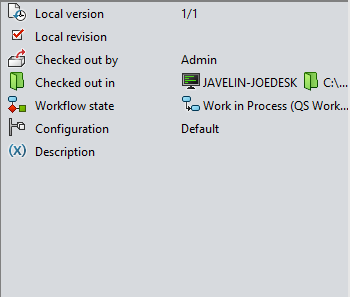 Local version 1/1
Local revision
Checked out by Admin
Checked out in JAVELIN-JOEDESK C:\...
Workflow state Work in Process (QS Work...
Configuration Default
(x) Description